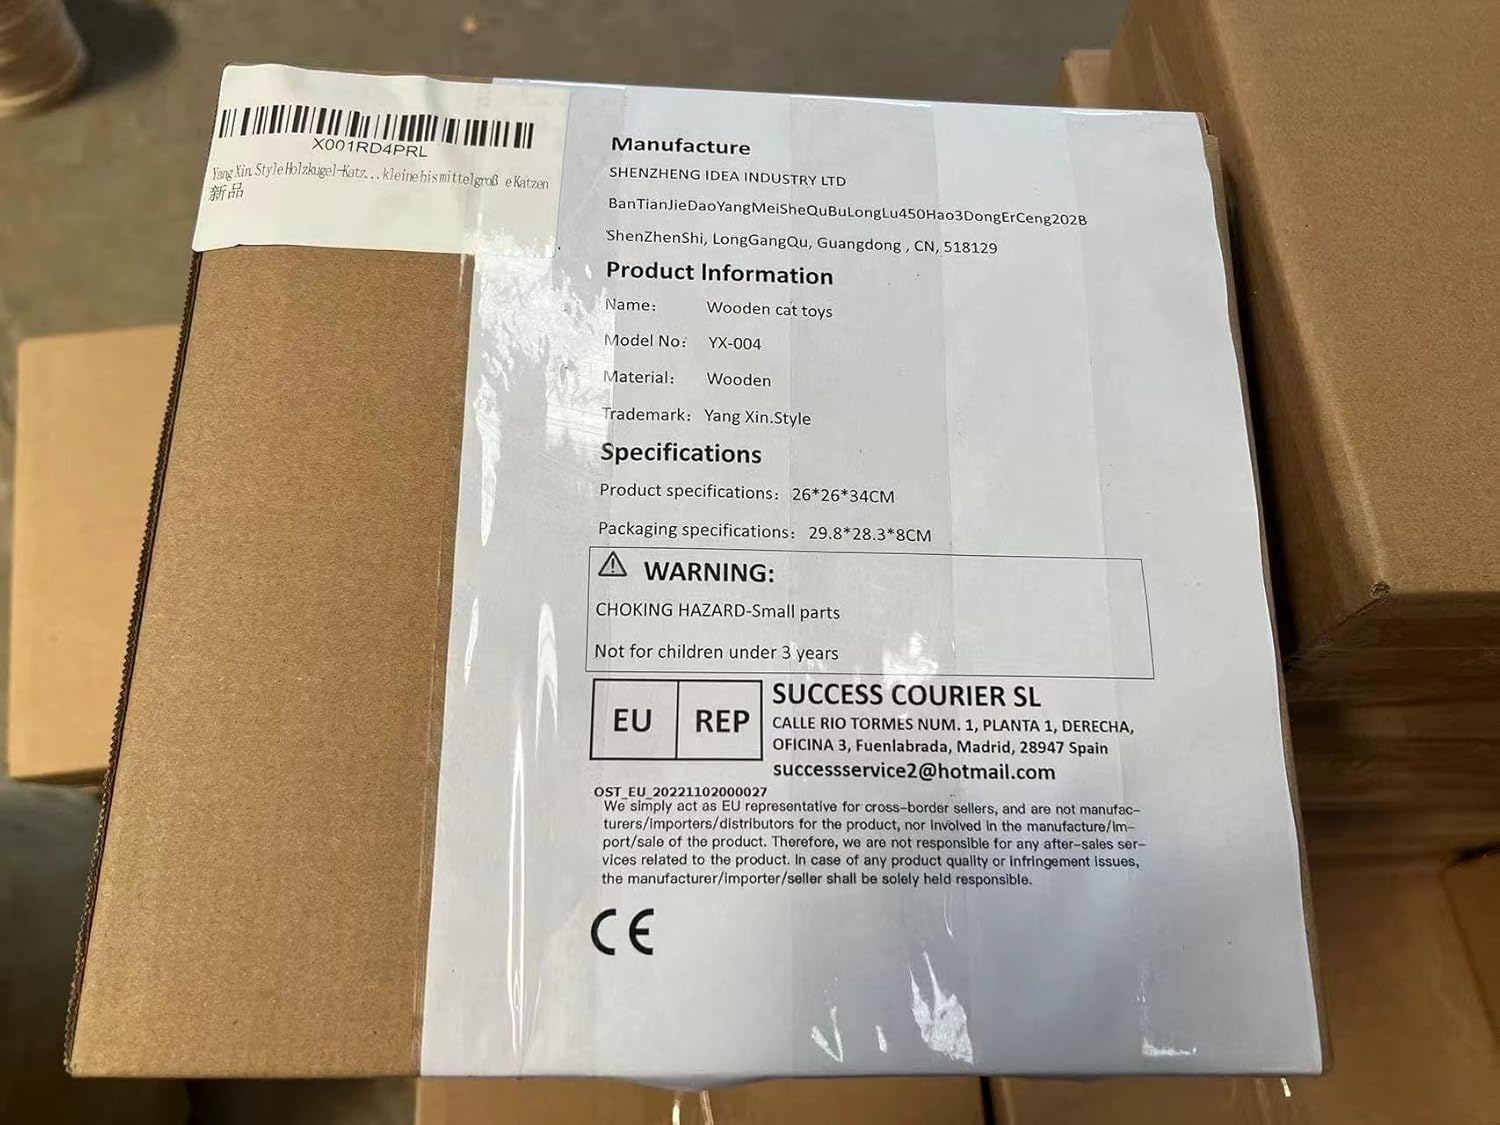 X001RD4PRL
Yang Xin. Style Holzkugel-Katz... kleine bis mittelgroß e Katzen
新品
Manufacture
SHENZHENG IDEA INDUSTRY LTD
BanTianJieDaoYangMeiSheQuBuLongLu450Hao3DongErCeng202B
ShenZhenShi, LongGangQu, Guangdong , CN, 518129
Product Information
Name: Wooden cat toys
Model No: YX-004
Material: Wooden
Trademark: Yang Xin.Style
Specifications
Product specifications: 26*26*34CM
Packaging specifications: 29.8*28.3*8CM
WARNING:
CHOKING HAZARD-Small parts
Not for children under 3 years
EU REP
SUCCESS COURIER SL
CALLE RIO TORMES NUM. 1, PLANTA 1, DERECHA,
OFICINA 3, Fuenlabrada, Madrid, 28947 Spain
successservice2@hotmail.com
OST_EU_20221102000027
We simply act as EU representative for cross-border sellers, and are not manufac-
turers/importers/distributors for the product, nor involved in the manufacture/im-
port/sale of the product. Therefore, we are not responsible for any after-sales ser-
vices related to the product. In case of any product quality or infringement issues,
the manufacturer/importer/seller shall be solely held responsible.
CE